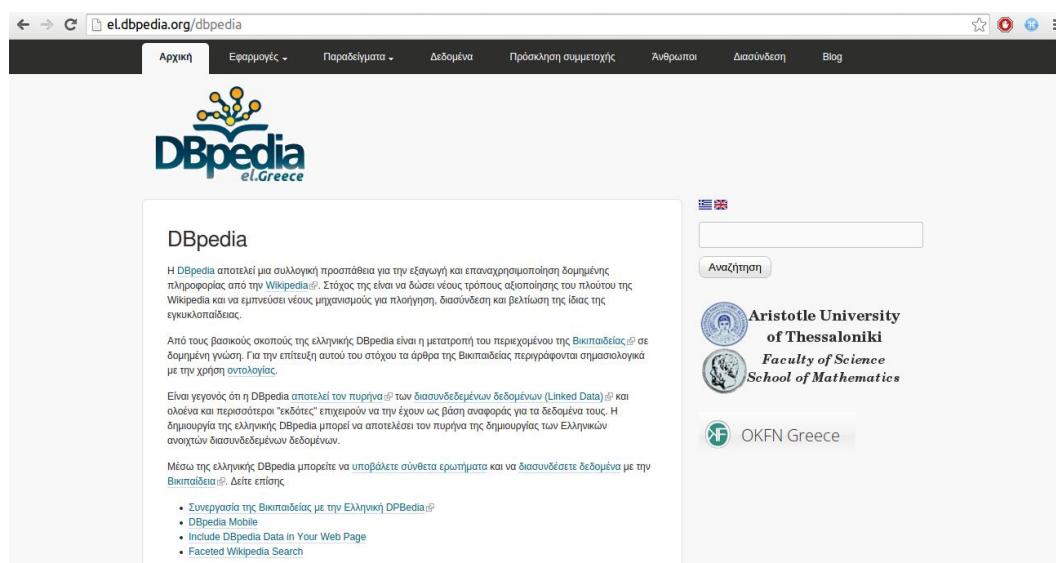 el.dbpedia.org/dbpedia
Αρχική Εφαρμογές Παραδείγματα Δεδομένα Πρόσκληση συμμετοχής Άνθρωποι Διασύνδεση Blog
DBpedia
el.Greece
DBpedia
Η DBpedia αποτελεί μια συλλογική προσπάθεια για την εξαγωγή και επαναχρησιμοποίηση δομημένης
πληροφορίας από την Wikipedia. Στόχος της είναι να δώσει νέους τρόπους αξιοποίησης του πλούτου της
Wikipedia και να εμπνεύσει νέους μηχανισμούς για πλοήγηση, διασύνδεση και βελτίωση της ίδιας της
εγκυκλοπαίδειας.
Από τους βασικούς σκοπούς της ελληνικής DBpedia είναι η μετατροπή του περιεχομένου της Βικιπαιδείας σε
δομημένη γνώση. Για την επίτευξη αυτού του στόχου τα άρθρα της Βικιπαιδείας περιγράφονται σημασιολογικά
με την χρήση οντολογίας.
Είναι γεγονός ότι η DBpedia αποτελεί τον πυρήνα των διασυνδεδεμένων δεδομένων (Linked Data) και
ολοένα και περισσότεροι "εκδότες" επιχειρούν να την έχουν ως βάση αναφοράς για τα δεδομένα τους. Η
δημιουργία της ελληνικής DBpedia μπορεί να αποτελέσει τον πυρήνα της δημιουργίας των Ελληνικών
ανοιχτών διασυνδεδεμένων δεδομένων.
Μέσω της ελληνικής DBpedia μπορείτε να υποβάλετε σύνθετα ερωτήματα και να διασυνδέσετε δεδομένα με την
Βικιπαίδεια. Δείτε επίσης
• Συνεργασία της Βικιπαιδείας με την Ελληνική DPBedia
• DBpedia Mobile
• Include DBpedia Data in Your Web Page
• Faceted Wikipedia Search
Αναζήτηση
Aristotle University
of Thessaloniki
Faculty of Science
School of Mathematics
OKFN Greece